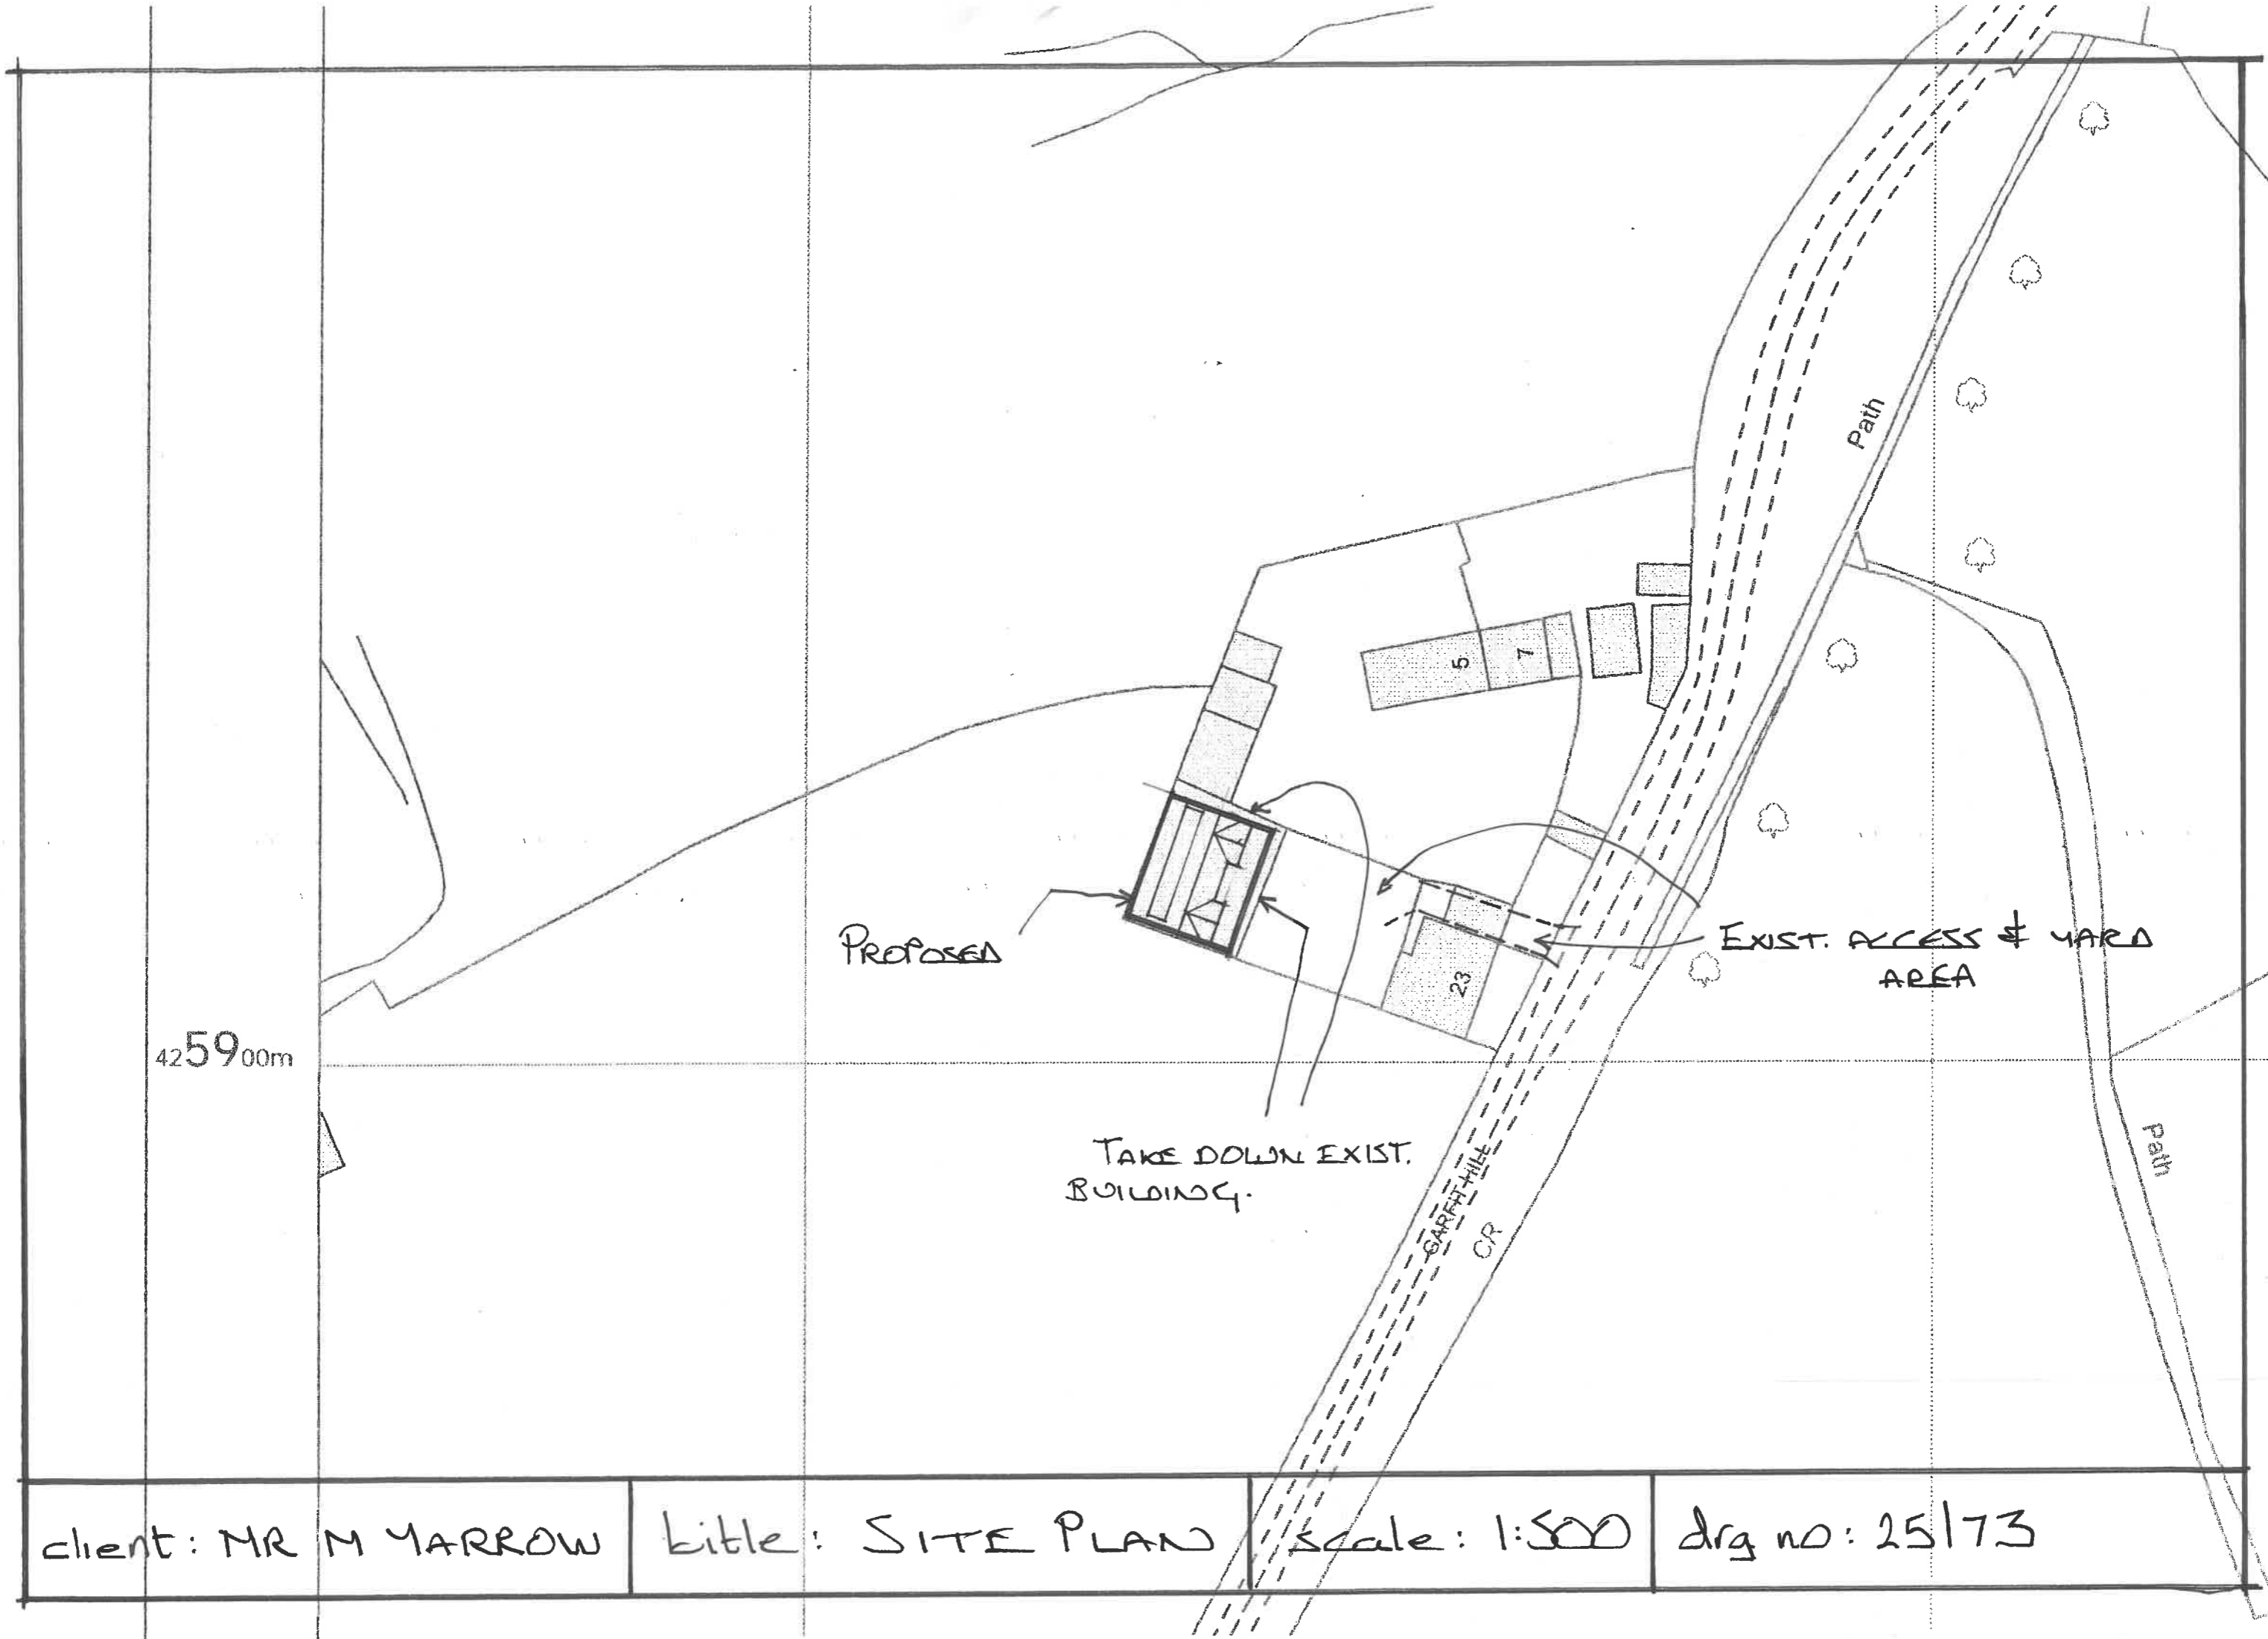 Path
5
7
PROPOSED
EXIST. ACCESS & YARD
AREA
23
425900m
TAKE DOWN EXIST.
BUILDING.
GARFIT HILL
CR
Path
client: MR M YARROW
title: SITE PLAN
scale: 1:500
drg no: 25/73